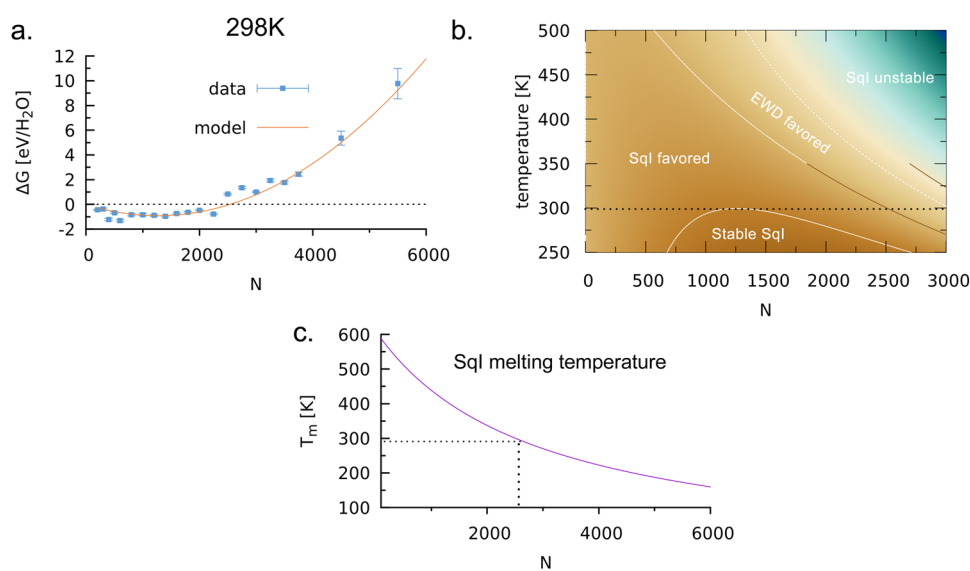 a.
298K
12
10
8
6
4
2
0
-2
ΔG [eV/H₂O]
data
model
0
2000
4000
6000
N
b.
500
450
400
350
300
250
temperature [K]
SqI unstable
EWD favored
SqI favored
Stable SqI
0
500
1000
1500
2000
2500
3000
N
c.
600
500
400
300
200
100
Tₘ [K]
SqI melting temperature
2000
4000
6000
N